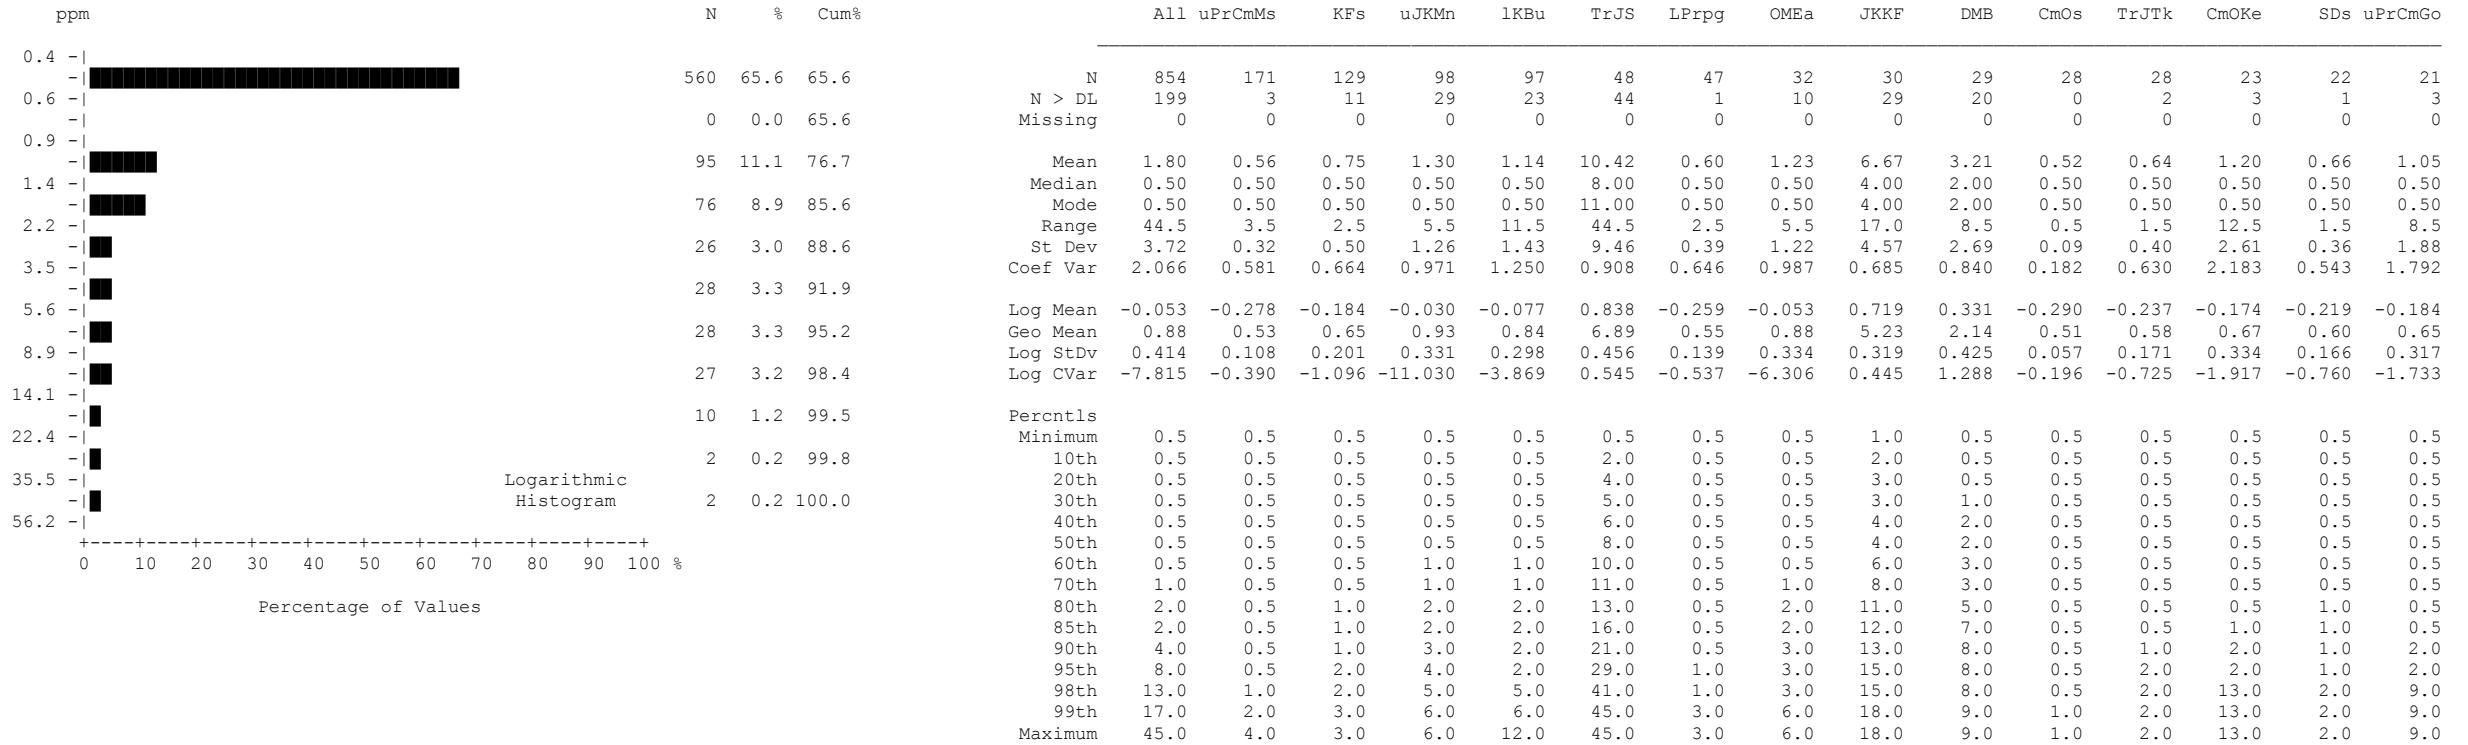 ppm N % Cum% All uPrCmMs KFs uJKMn lKBu TrJS LPrpg OMEa JKKF DMB CmOs TrJTk CmOKe SDs uPrCmGo
0.4 -|
-| 560 65.6 65.6 N 854 171 129 98 97 48 47 32 30 29 28 28 23 22 21
0.6 -| N > DL 199 3 11 29 23 44 1 10 29 20 0 2 3 1 3
-| 0 0.0 65.6 Missing 0 0 0 0 0 0 0 0 0 0 0 0 0 0 0
0.9 -|
-| 95 11.1 76.7 Mean 1.80 0.56 0.75 1.30 1.14 10.42 0.60 1.23 6.67 3.21 0.52 0.64 1.20 0.66 1.05
1.4 -| Median 0.50 0.50 0.50 0.50 0.50 8.00 0.50 0.50 4.00 2.00 0.50 0.50 0.50 0.50 0.50
-| 76 8.9 85.6 Mode 0.50 0.50 0.50 0.50 0.50 11.00 0.50 0.50 4.00 2.00 0.50 0.50 0.50 0.50 0.50
2.2 -| Range 44.5 3.5 2.5 5.5 11.5 44.5 2.5 5.5 17.0 8.5 0.5 1.5 12.5 1.5 8.5
-| 26 3.0 88.6 St Dev 3.72 0.32 0.50 1.26 1.43 9.46 0.39 1.22 4.57 2.69 0.09 0.40 2.61 0.36 1.88
3.5 -| Coef Var 2.066 0.581 0.664 0.971 1.250 0.908 0.646 0.987 0.685 0.840 0.182 0.630 2.183 0.543 1.792
-| 28 3.3 91.9
5.6 -| Log Mean -0.053 -0.278 -0.184 -0.030 -0.077 0.838 -0.259 -0.053 0.719 0.331 -0.290 -0.237 -0.174 -0.219 -0.184
-| 28 3.3 95.2 Geo Mean 0.88 0.53 0.65 0.93 0.84 6.89 0.55 0.88 5.23 2.14 0.51 0.58 0.67 0.60 0.65
8.9 -| Log StDv 0.414 0.108 0.201 0.331 0.298 0.456 0.139 0.334 0.319 0.425 0.057 0.171 0.334 0.166 0.317
-| 27 3.2 98.4 Log CVar -7.815 -0.390 -1.096 -11.030 -3.869 0.545 -0.537 -6.306 0.445 1.288 -0.196 -0.725 -1.917 -0.760 -1.733
14.1 -|
-| 10 1.2 99.5 Percntls
22.4 -| Minimum 0.5 0.5 0.5 0.5 0.5 0.5 0.5 0.5 1.0 0.5 0.5 0.5 0.5 0.5 0.5
-| 2 0.2 99.8 10th 0.5 0.5 0.5 0.5 0.5 2.0 0.5 0.5 2.0 0.5 0.5 0.5 0.5 0.5 0.5
35.5 -| Logarithmic 20th 0.5 0.5 0.5 0.5 0.5 4.0 0.5 0.5 3.0 0.5 0.5 0.5 0.5 0.5 0.5
-| Histogram 2 0.2 100.0 30th 0.5 0.5 0.5 0.5 0.5 5.0 0.5 0.5 3.0 1.0 0.5 0.5 0.5 0.5 0.5
56.2 -| 40th 0.5 0.5 0.5 0.5 0.5 6.0 0.5 0.5 4.0 2.0 0.5 0.5 0.5 0.5 0.5
+----+----+----+----+----+----+----+----+----+----+ 50th 0.5 0.5 0.5 0.5 0.5 8.0 0.5 0.5 4.0 2.0 0.5 0.5 0.5 0.5 0.5
0 10 20 30 40 50 60 70 80 90 100 % 60th 0.5 0.5 0.5 1.0 1.0 10.0 0.5 0.5 6.0 3.0 0.5 0.5 0.5 0.5 0.5
70th 1.0 0.5 0.5 1.0 1.0 11.0 0.5 1.0 8.0 3.0 0.5 0.5 0.5 0.5 0.5
Percentage of Values 80th 2.0 0.5 1.0 2.0 2.0 13.0 0.5 2.0 11.0 5.0 0.5 0.5 0.5 1.0 0.5
85th 2.0 0.5 1.0 2.0 2.0 16.0 0.5 2.0 12.0 7.0 0.5 0.5 1.0 1.0 0.5
90th 4.0 0.5 1.0 3.0 2.0 21.0 0.5 3.0 13.0 8.0 0.5 1.0 2.0 1.0 2.0
95th 8.0 0.5 2.0 4.0 2.0 29.0 1.0 3.0 15.0 8.0 0.5 2.0 2.0 1.0 2.0
98th 13.0 1.0 2.0 5.0 5.0 41.0 1.0 3.0 15.0 8.0 0.5 2.0 13.0 2.0 9.0
99th 17.0 2.0 3.0 6.0 6.0 45.0 3.0 6.0 18.0 9.0 1.0 2.0 13.0 2.0 9.0
Maximum 45.0 4.0 3.0 6.0 12.0 45.0 3.0 6.0 18.0 9.0 1.0 2.0 13.0 2.0 9.0